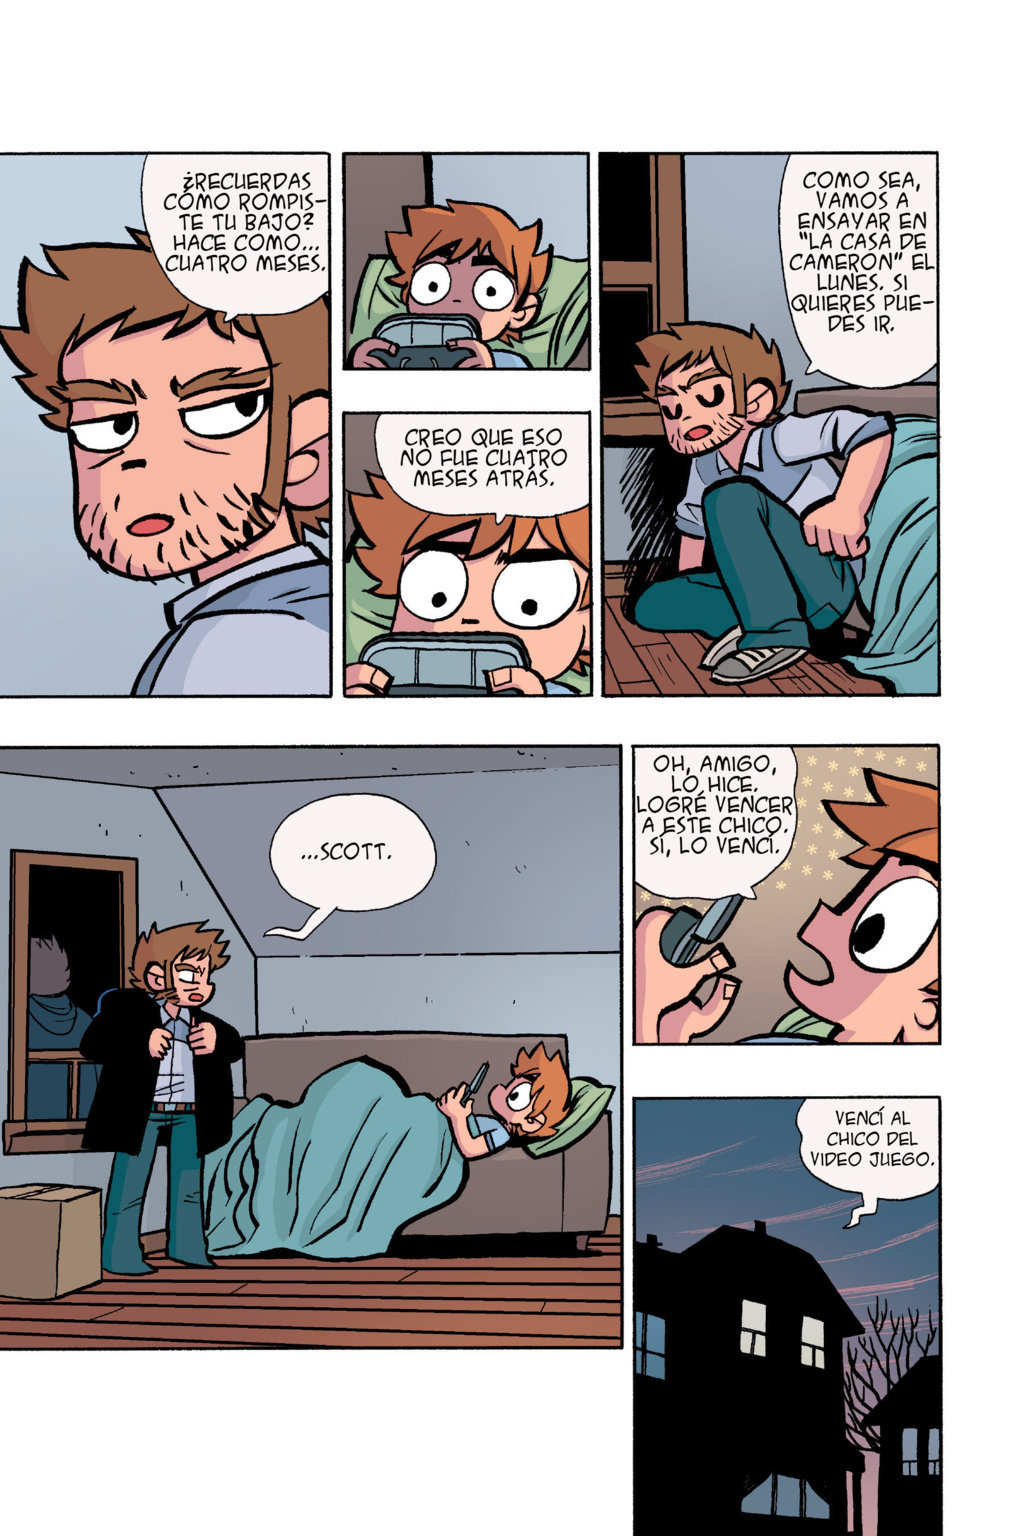 ¿RECUERDAS
CÓMO ROMPIS-
TE TU BAJO?
HACE COMO...
CUATRO MESES.
CREO QUE ESO
NO FUE CUATRO
MESES ATRÁS.
COMO SEA,
VAMOS A
ENSAYAR EN
"LA CASA DE
CAMERON" EL
LUNES. SI
QUIERES PUE-
DES IR.
...SCOTT.
OH, AMIGO,
LO HICE.
LOGRÉ VENCER
A ESTE CHICO.
SÍ, LO VENCÍ.
VENCÍ AL
CHICO DEL
VIDEO JUEGO.